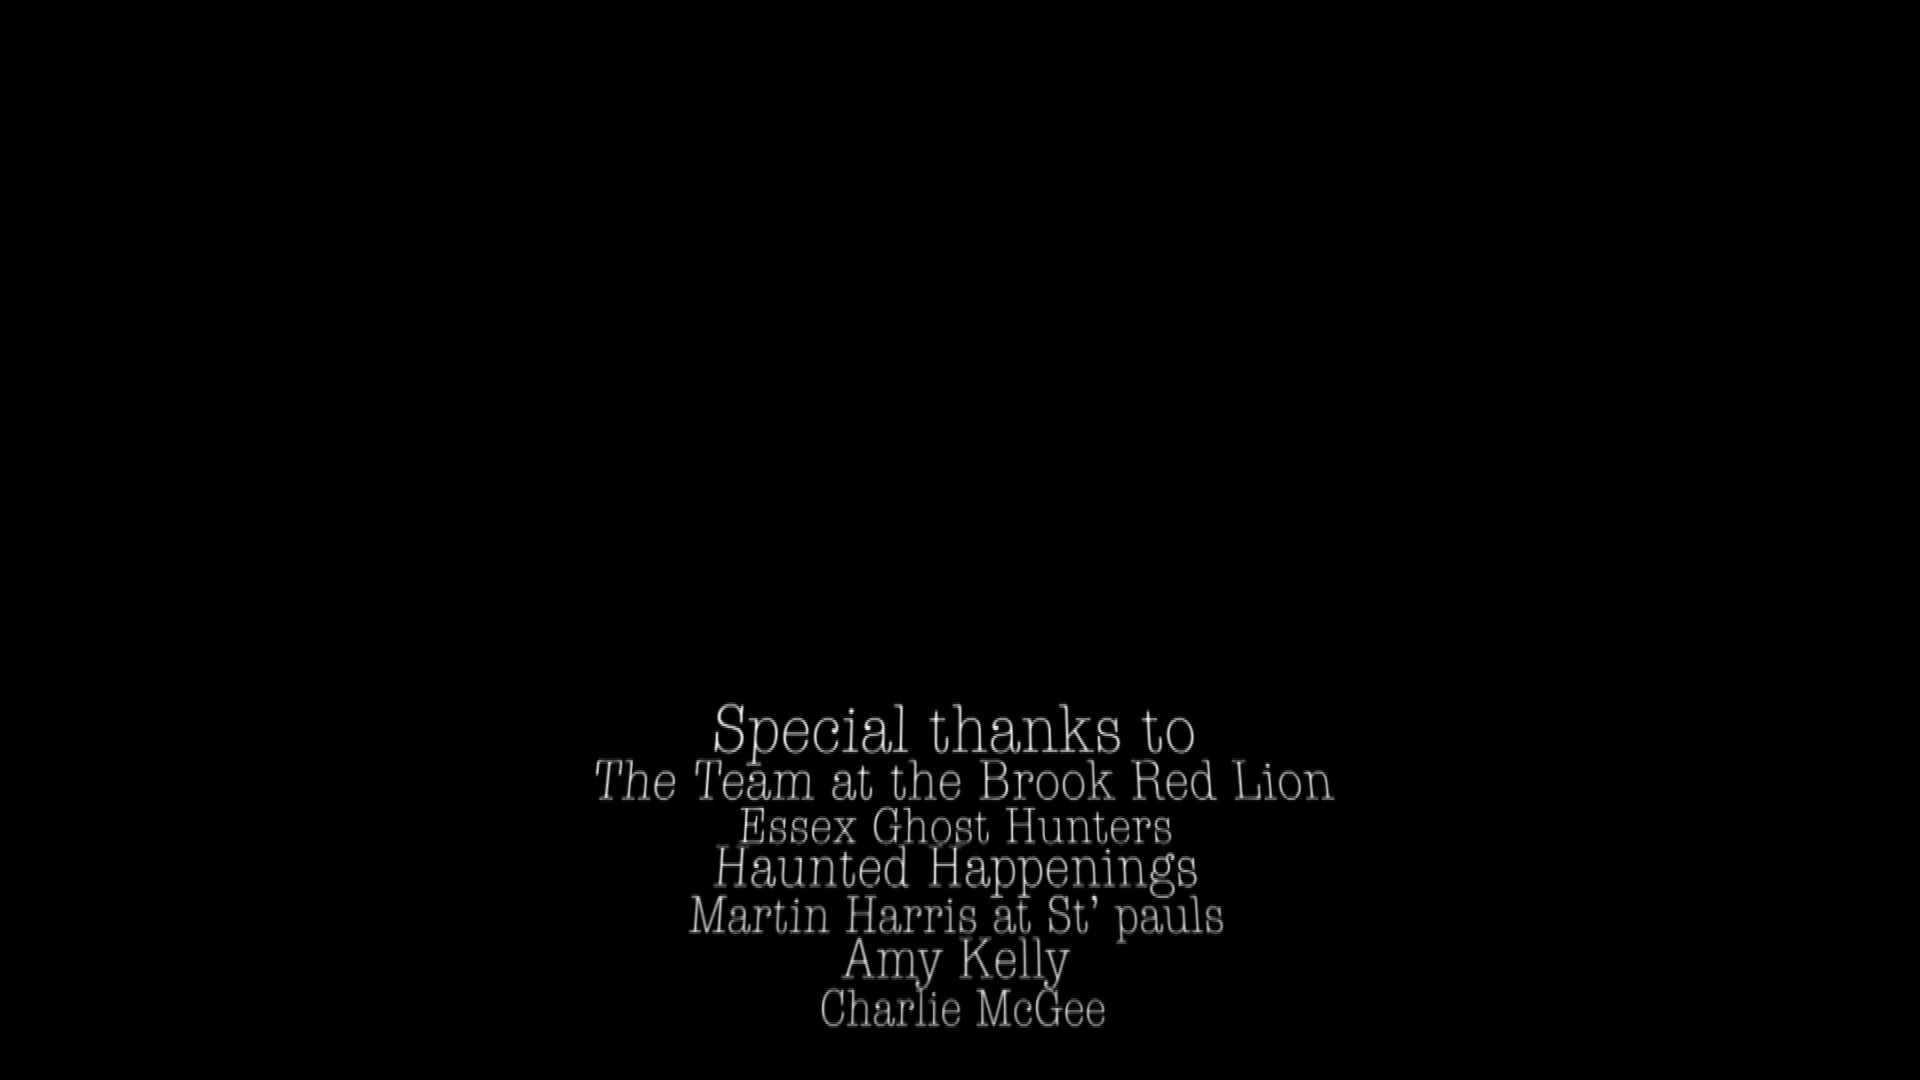 Special thanks to
The Team at the Brook Red Lion
Essex Ghost Hunters
Haunted Happenings
Martin Harris at St’ pauls
Amy Kelly
Charlie McGee